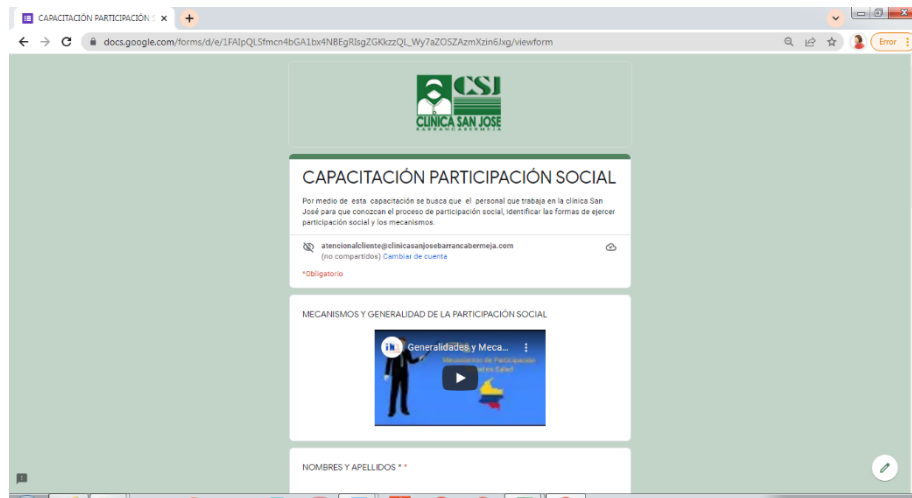 CAPACITACIÓN PARTICIPACIÓN S
docs.google.com/forms/d/e/1FAIpQLSfmcn4bGA1bx4NBEgRIsgZGKkzzQL_Wy7aZOSZAzmXzin6Jxg/viewform
Error
CSJ
CLINICA SAN JOSE
BARRANCABERMEJA
CAPACITACIÓN PARTICIPACIÓN SOCIAL
Por medio de esta capacitación se busca que el personal que trabaja en la clínica San
José para que conozcan el proceso de participación social, identificar las formas de ejercer
participación social y los mecanismos.
atencionalcliente@clinicasanjosebarrancabermeja.com
(no compartidos) Cambiar de cuenta
*Obligatorio
MECANISMOS Y GENERALIDAD DE LA PARTICIPACIÓN SOCIAL
Generalidades y Meca...
Mecanismos de Participación
en Salud
NOMBRES Y APELLIDOS * *